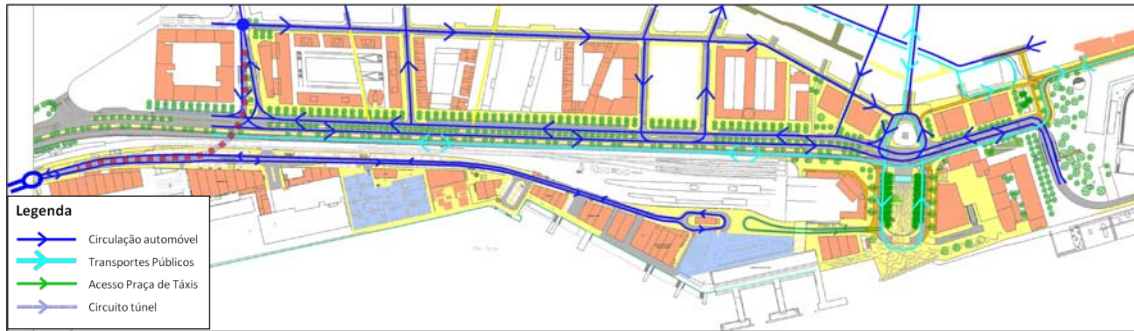 Legenda
Circulação automóvel
Transportes Públicos
Acesso Praça de Táxis
Circuito túnel